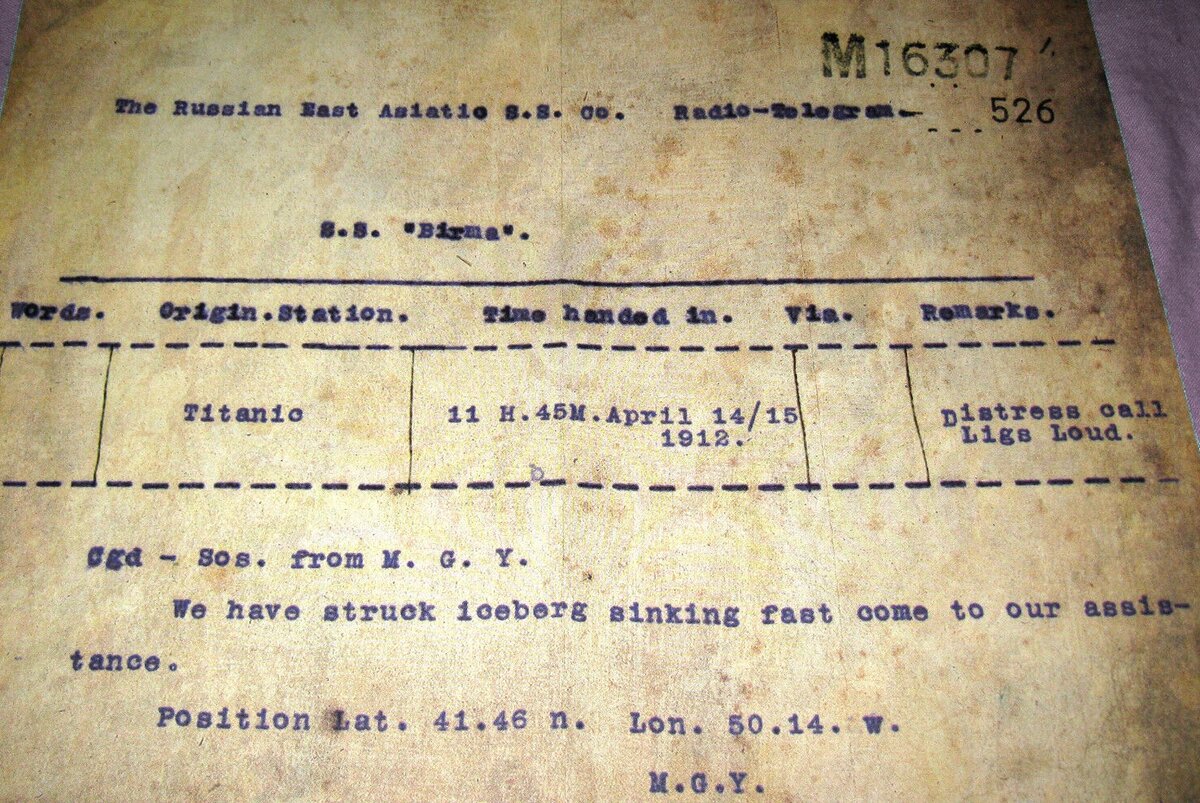 M16307
The Russian East Asiatic S.S. Co. Radio-Telegram.
526
S.S. "Birma".
Words. Origin.Station. Time handed in. Via. Remarks.
Titanic 11 H.45M.April 14/15 Distress call
1912. Ligs Loud.
Cgd - Sos. from M. G. Y.
We have struck iceberg sinking fast come to our assis-
tance.
Position Lat. 41.46 n. Lon. 50.14. w.
M.G.Y.